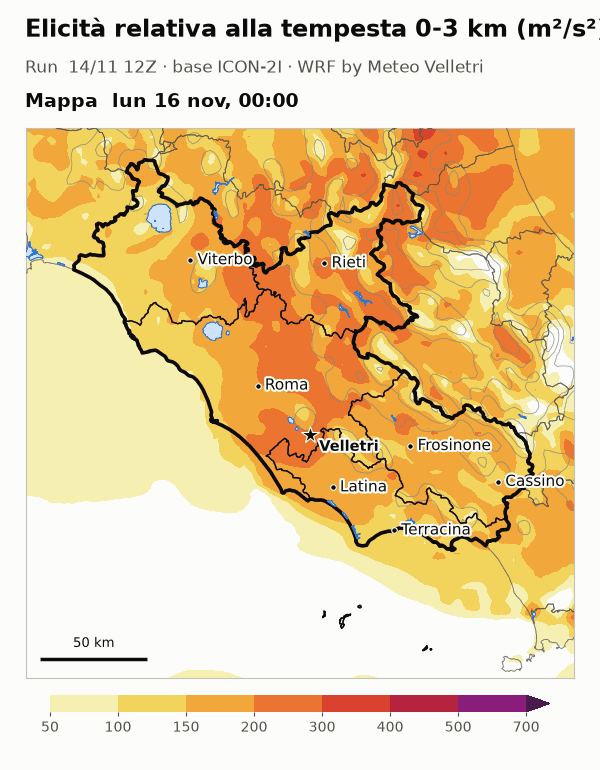 Elicità relativa alla tempesta 0-3 km (m²/s²)
Run 14/11 12Z · base ICON-2I · WRF by Meteo Velletri
Mappa lun 16 nov, 00:00
Viterbo
Rieti
Roma
Velletri
Frosinone
Latina
Cassino
Terracina
50 km
50 100 150 200 300 400 500 700